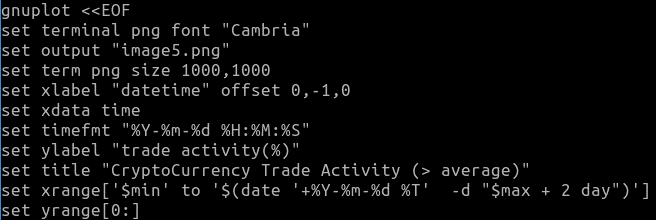 gnuplot <<EOF
set terminal png font "Cambria"
set output "image5.png"
set term png size 1000,1000
set xlabel "datetime" offset 0,-1,0
set xdata time
set timefmt "%Y-%m-%d %H:%M:%S"
set ylabel "trade activity(%)"
set title "CryptoCurrency Trade Activity (> average)"
set xrange['$min' to '$(date '+%Y-%m-%d %T'  -d "$max + 2 day")']
set yrange[0:]